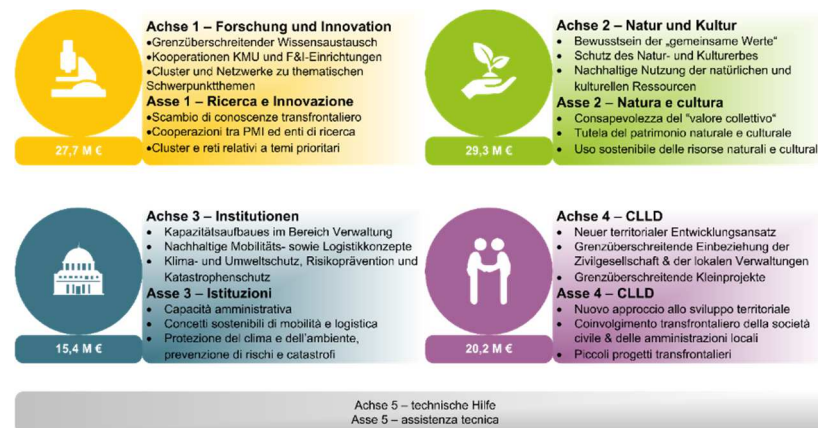 Achse 1 – Forschung und Innovation
•Grenzüberschreitender Wissensaustausch
•Kooperationen KMU und F&I-Einrichtungen
•Cluster und Netzwerke zu thematischen
Schwerpunktthemen
Asse 1 – Ricerca e Innovazione
•Scambio di conoscenze transfrontaliero
•Cooperazioni tra PMI ed enti di ricerca
•Cluster e reti relativi a temi prioritari
27,7 M €
Achse 2 – Natur und Kultur
• Bewusstsein der „gemeinsame Werte“
• Schutz des Natur- und Kulturerbes
• Nachhaltige Nutzung der natürlichen und
kulturellen Ressourcen
Asse 2 – Natura e cultura
• Consapevolezza del "valore collettivo“
• Tutela del patrimonio naturale e culturale
• Uso sostenibile delle risorse naturali e cultural
29,3 M €
Achse 3 – Institutionen
• Kapazitätsaufbaues im Bereich Verwaltung
• Nachhaltige Mobilitäts- sowie Logistikkonzepte
• Klima- und Umweltschutz, Risikoprävention und
Katastrophenschutz
Asse 3 – Istituzioni
• Capacità amministrativa
• Concetti sostenibili di mobilità e logistica
• Protezione del clima e dell'ambiente,
prevenzione di rischi e catastrofi
15,4 M €
Achse 4 – CLLD
• Neuer territorialer Entwicklungsansatz
• Grenzüberschreitende Einbeziehung der
Zivilgesellschaft & der lokalen Verwaltungen
• Grenzüberschreitende Kleinprojekte
Asse 4 – CLLD
• Nuovo approccio allo sviluppo territoriale
• Coinvolgimento transfrontaliero della società
civile & delle amministrazioni locali
• Piccoli progetti transfrontalieri
20,2 M €
Achse 5 – technische Hilfe
Asse 5 – assistenza tecnica